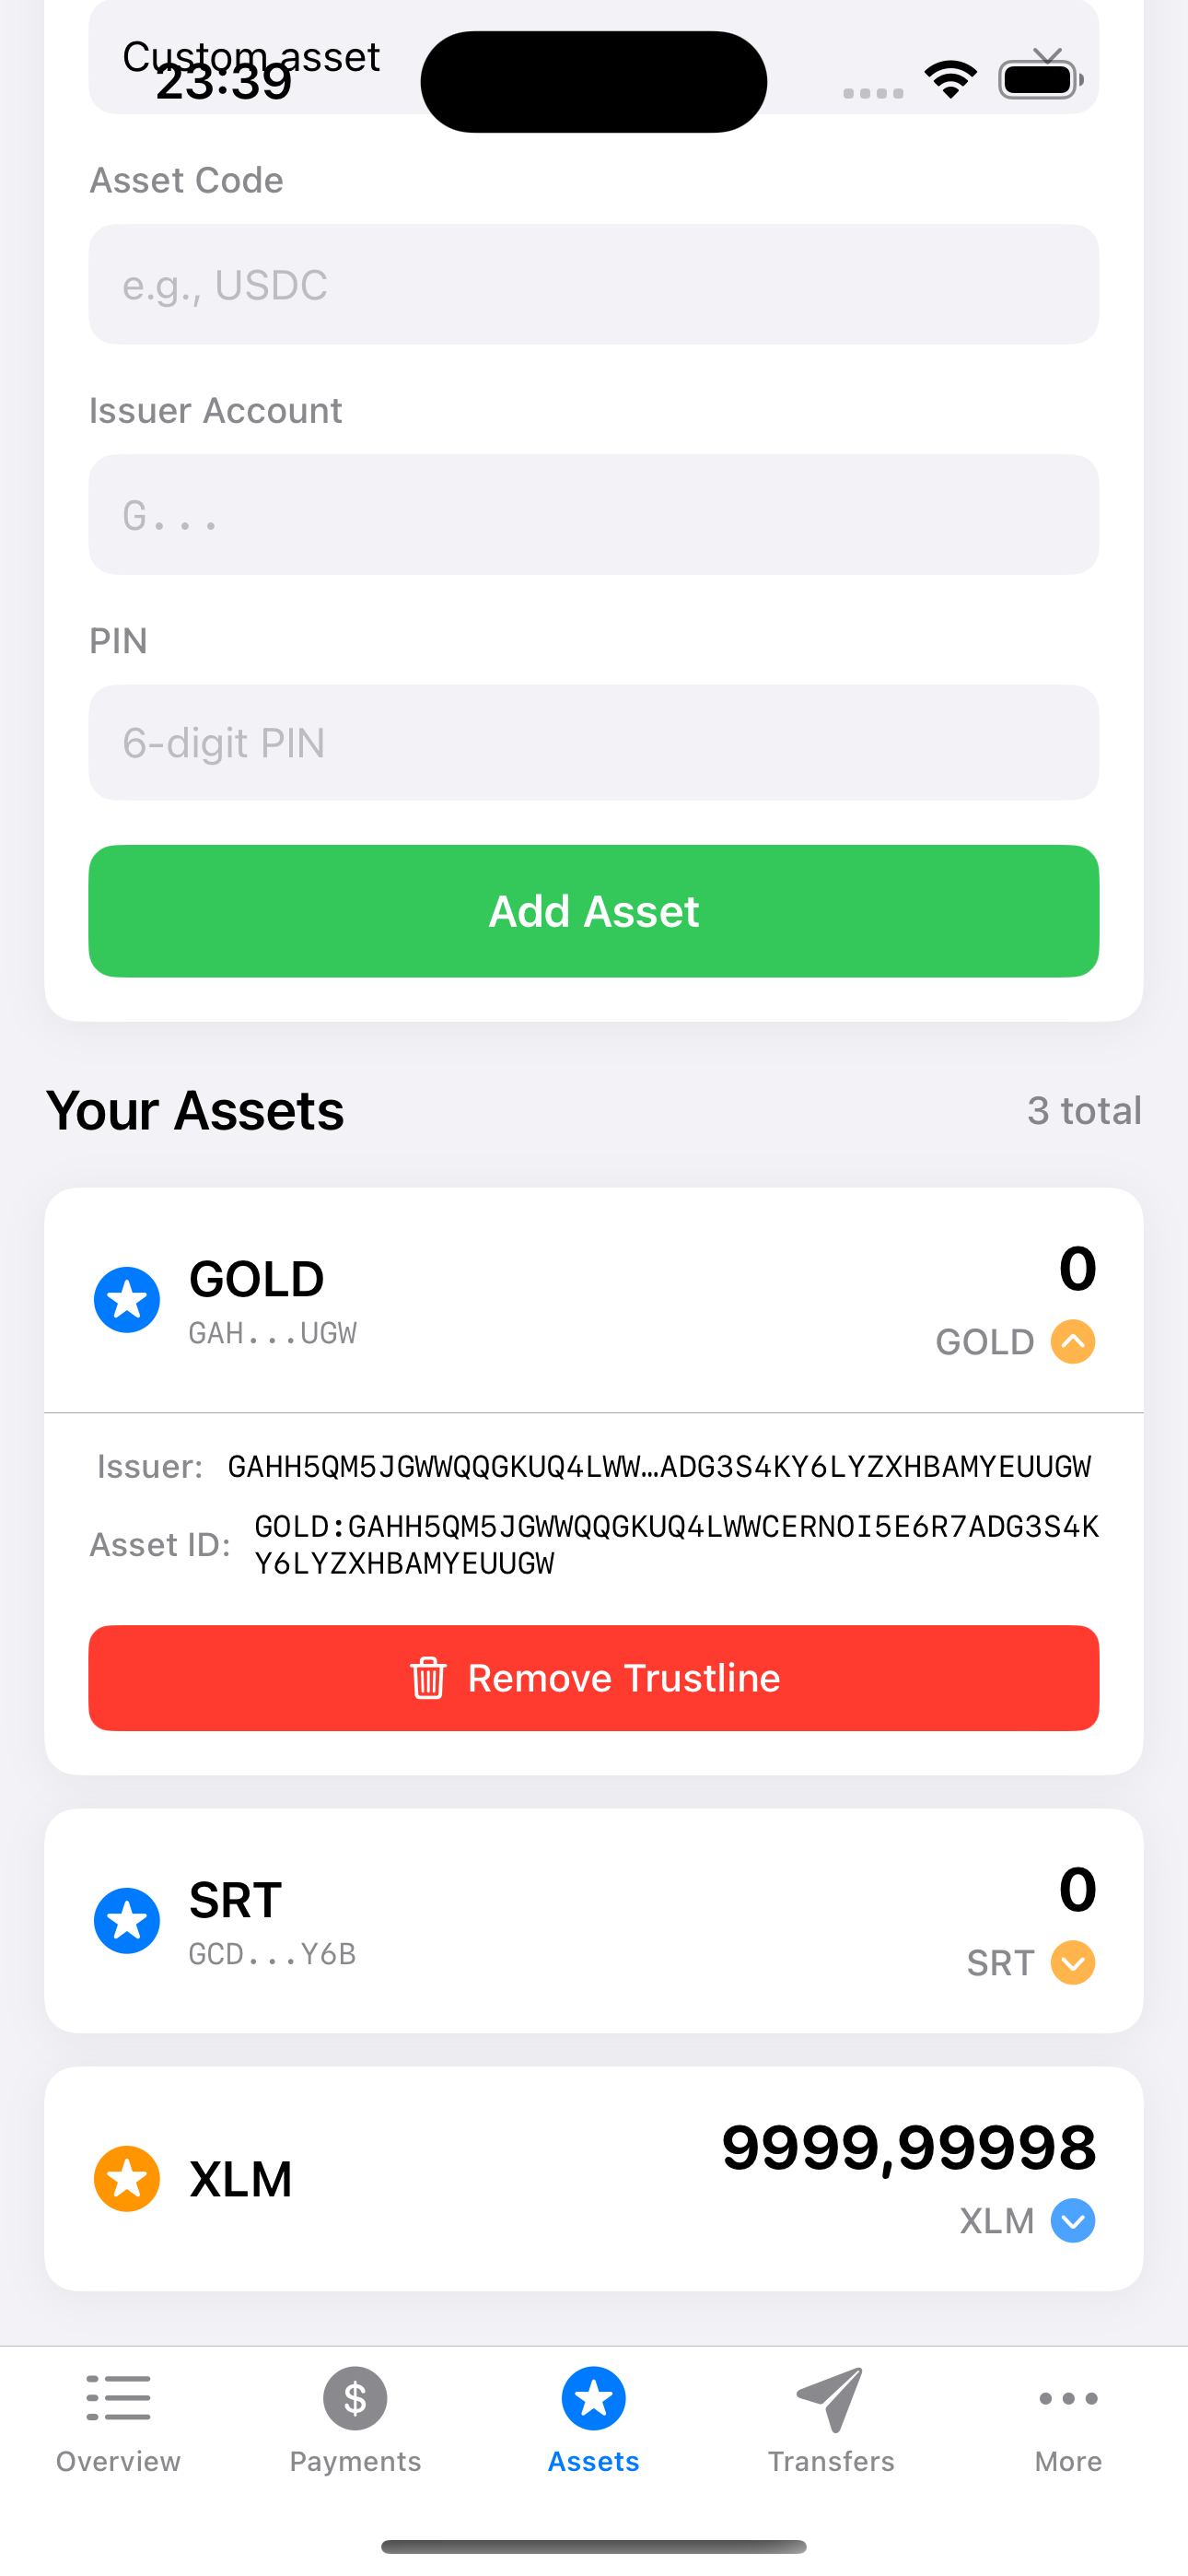 Custom asset
23:39
Asset Code
e.g., USDC
Issuer Account
G...
PIN
6-digit PIN
Add Asset
Your Assets
3 total
GOLD
0
GAH...UGW
GOLD
Issuer: GAHH5QM5JGWWQQGKUQ4LWW…ADG3S4KY6LYZXHBAMYEUUGW
Asset ID: GOLD:GAHH5QM5JGWWQQGKUQ4LWWCERNOI5E6R7ADG3S4K
Y6LYZXHBAMYEUUGW
Remove Trustline
SRT
0
GCD...Y6B
SRT
9999,99998
XLM
XLM
Overview
Payments
Assets
Transfers
More